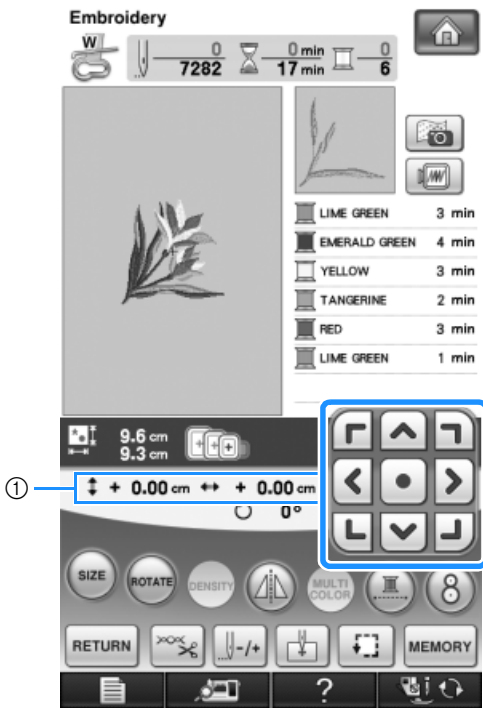 Embroidery
W
0 0 min 0
7282 17 min 6
LIME GREEN 3 min
EMERALD GREEN 4 min
YELLOW 3 min
TANGERINE 2 min
RED 3 min
LIME GREEN 1 min
9.6 cm
9.3 cm
① + 0.00 cm + 0.00 cm
0°
SIZE ROTATE DENSITY MULTI COLOR 8
RETURN -/+ MEMORY
?